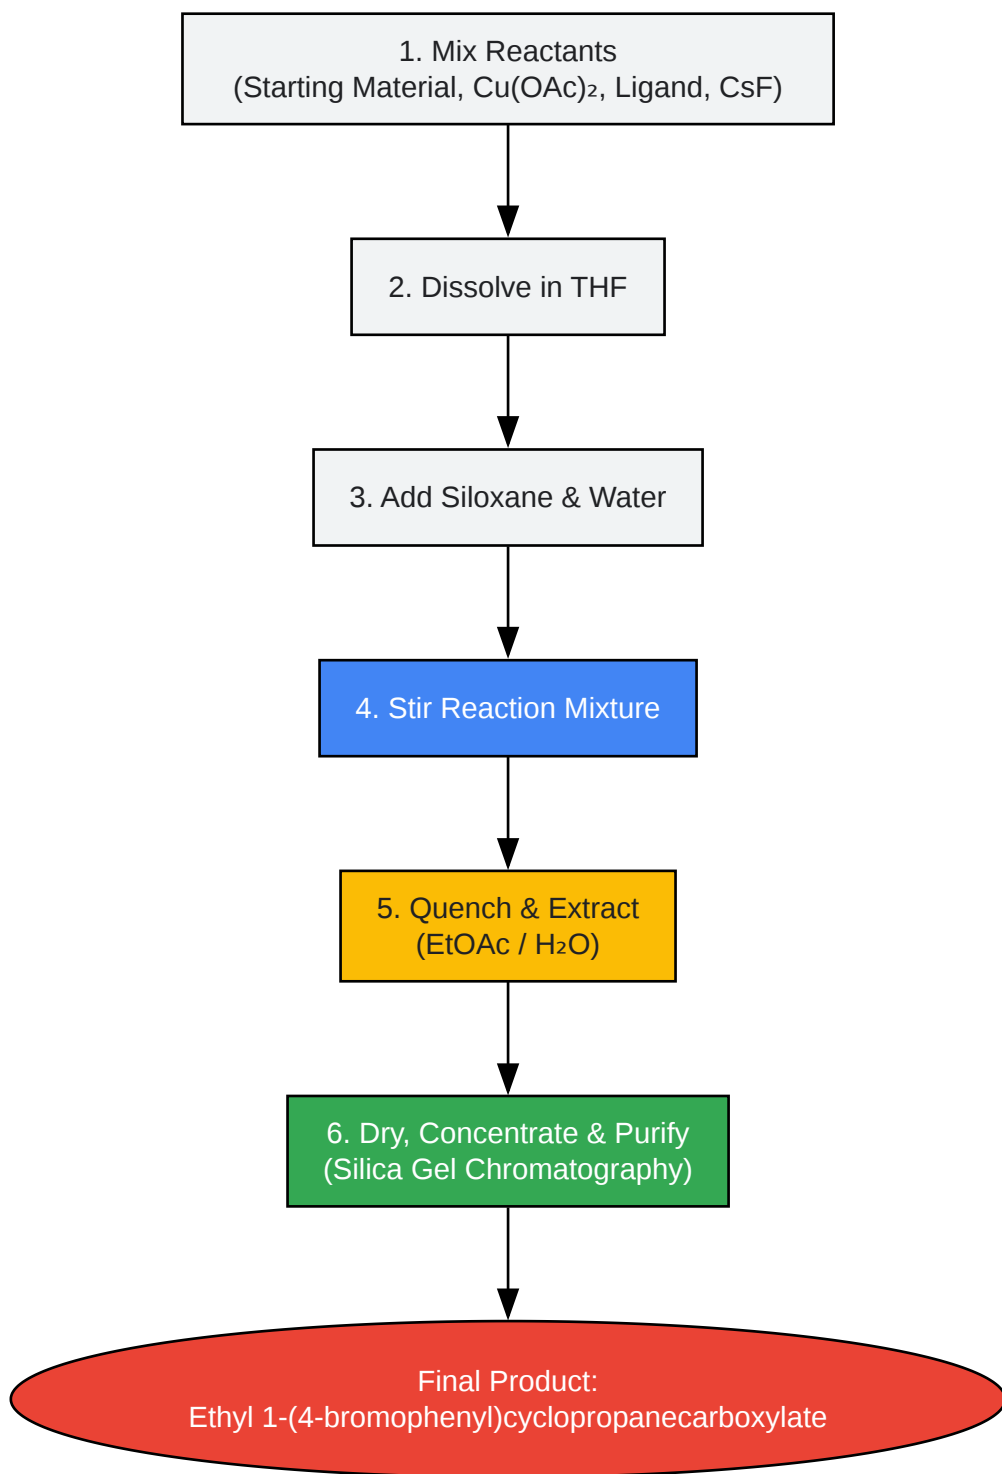 1. Mix Reactants
(Starting Material, Cu(OAc)₂, Ligand, CsF)
2. Dissolve in THF
3. Add Siloxane & Water
4. Stir Reaction Mixture
5. Quench & Extract
(EtOAc / H₂O)
6. Dry, Concentrate & Purify
(Silica Gel Chromatography)
Final Product:
Ethyl 1-(4-bromophenyl)cyclopropanecarboxylate